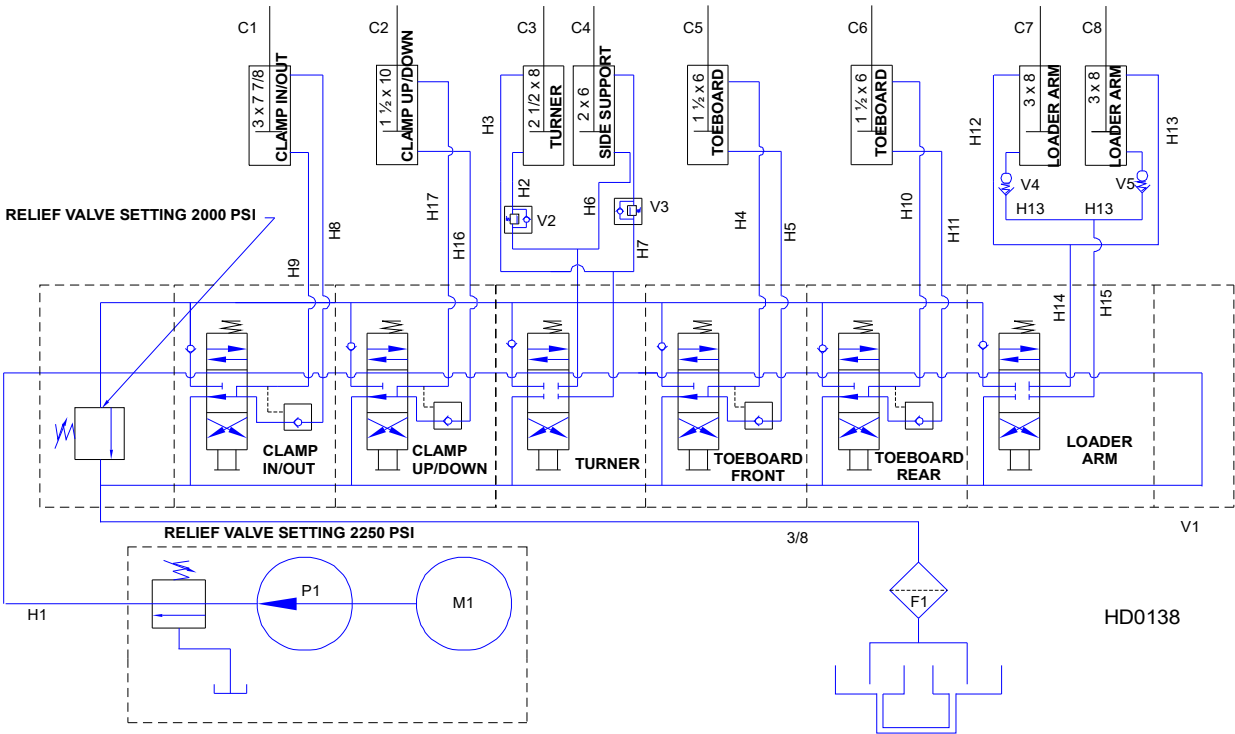 C1
C2
C3
C4
C5
C6
C7
C8
3 x 7 7/8
CLAMP IN/OUT
1 ½ x 10
CLAMP UP/DOWN
2 1/2 x 8
TURNER
2 x 6
SIDE SUPPORT
1 ½ x 6
TOEBOARD
1 ½ x 6
TOEBOARD
3 x 8
LOADER ARM
3 x 8
LOADER ARM
H3
H12
H13
H2
H6
H17
H10
V4
V5
H13
H13
V2
V3
RELIEF VALVE SETTING 2000 PSI
H8
H9
H16
H7
H4
H5
H11
H14
H15
CLAMP
IN/OUT
CLAMP
UP/DOWN
TURNER
TOEBOARD
FRONT
TOEBOARD
REAR
LOADER
ARM
V1
RELIEF VALVE SETTING 2250 PSI
3/8
H1
P1
M1
F1
HD0138